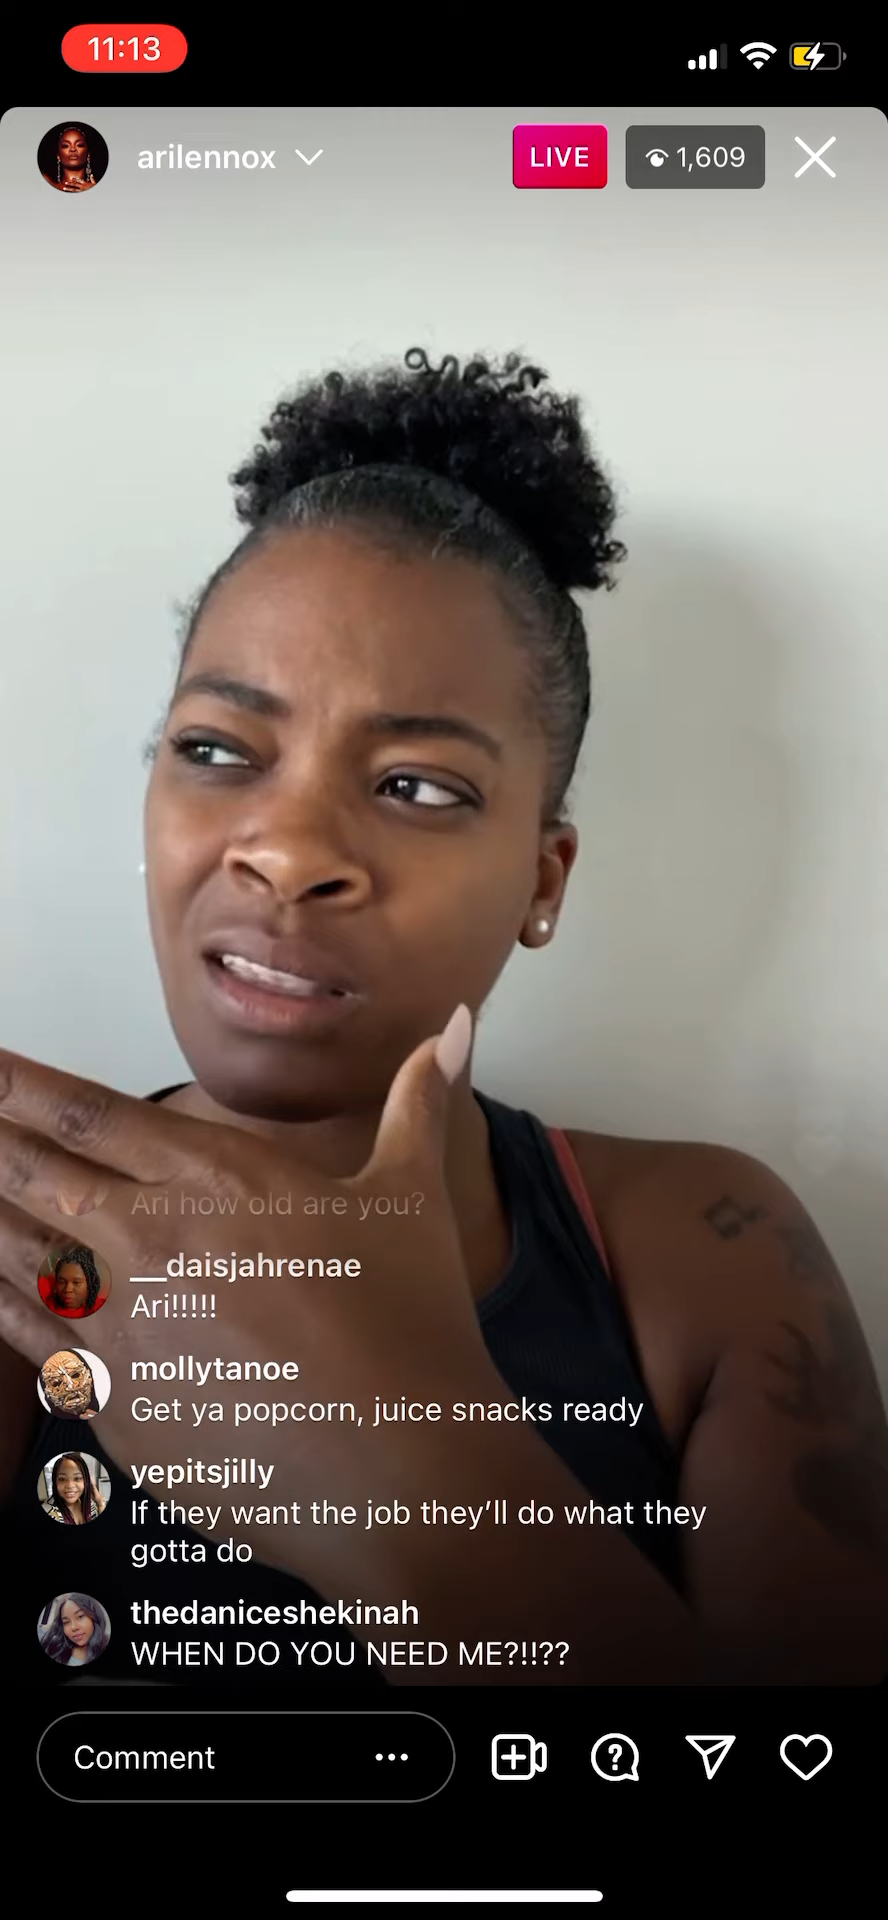 11:13
arilennox
LIVE
1,609
Ari how old are you?
__daisjahrenae
Ari!!!!!
mollytanoe
Get ya popcorn, juice snacks ready
yepitsjilly
If they want the job they’ll do what they
gotta do
thedaniceshekinah
WHEN DO YOU NEED ME?!!??
Comment